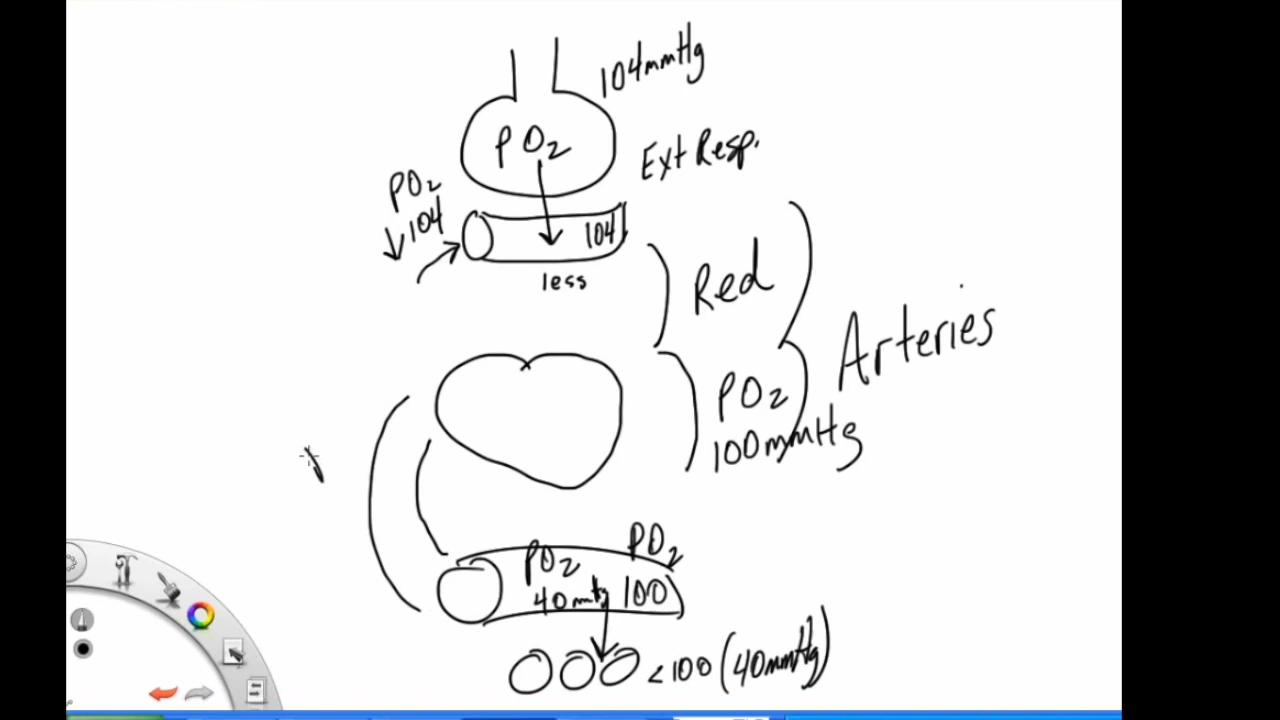 104mmHg
PO2
Ext Resp.
PO2
↓104
104
less
Red
Arteries
PO2
100mmHg
PO2
PO2
40mmHg
100
<100 (40mmHg)